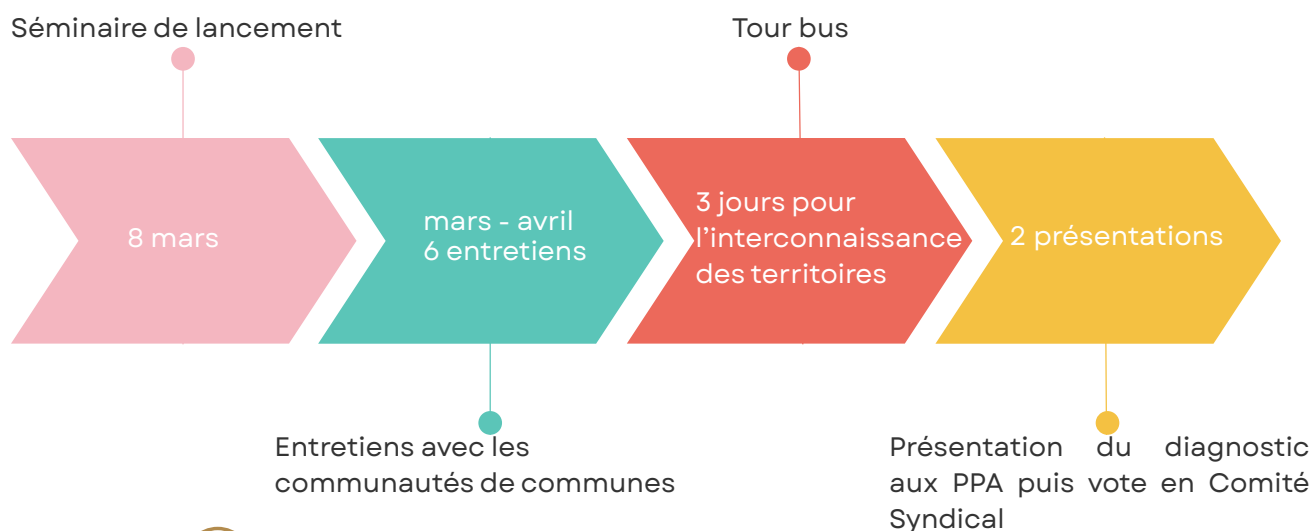 Séminaire de lancement
Tour bus
8 mars
mars - avril
6 entretiens
3 jours pour
l’interconnaissance
des territoires
2 présentations
Entretiens avec les
communautés de communes
Présentation du diagnostic
aux PPA puis vote en Comité
Syndical